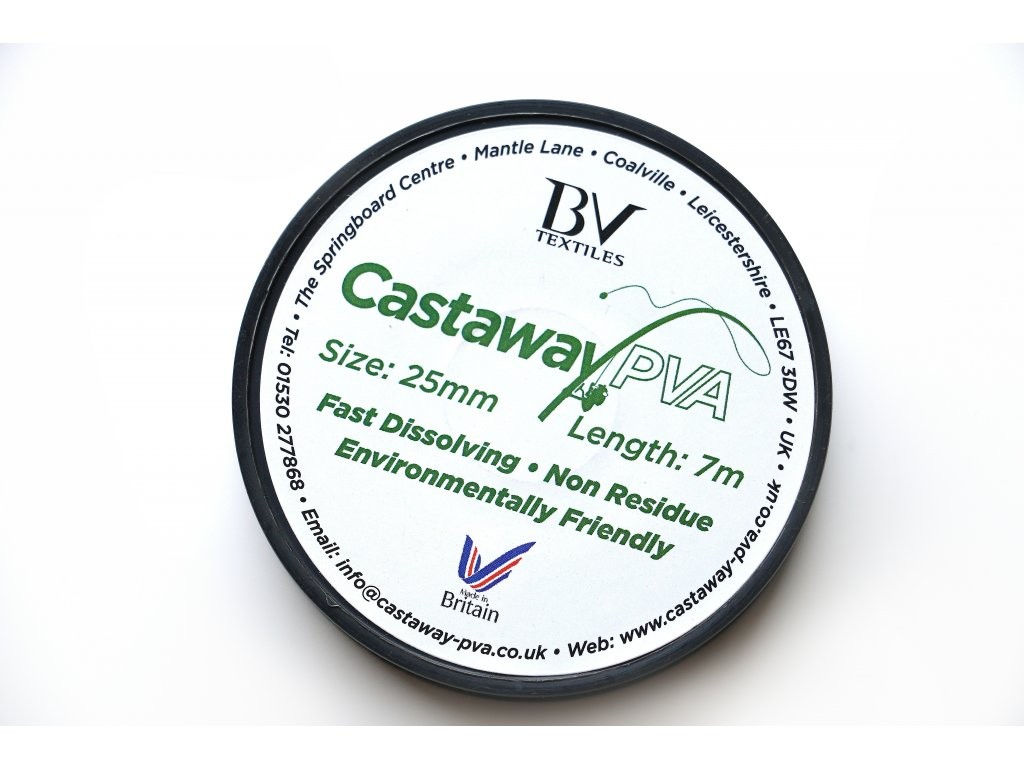 The Springboard Centre • Mantle Lane • Coalville • Leicestershire • LE67 3DW • UK •
BV
TEXTILES
Castaway PVA
Size: 25mm
Length: 7m
Fast Dissolving • Non Residue
Environmentally Friendly
Made in
Britain
Tel: 01530 277868 • Email: info@castaway-pva.co.uk • Web: www.castaway-pva.co.uk •